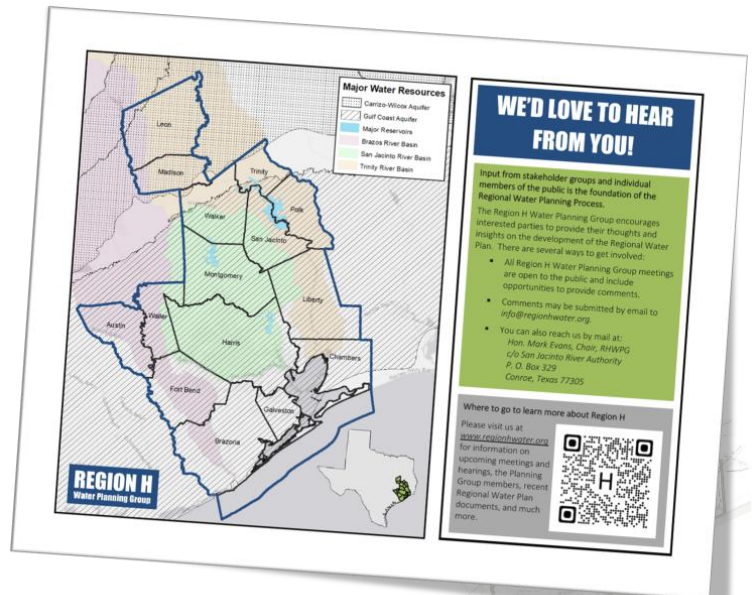 Major Water Resources
Carrizo-Wilcox Aquifer
Gulf Coast Aquifer
Major Reservoirs
Brazos River Basin
San Jacinto River Basin
Trinity River Basin
Leon
Madison
Trinity
Walker
Polk
San Jacinto
Montgomery
Liberty
Austin
Waller
Harris
Chambers
Fort Bend
Galveston
Brazoria
REGION H
Water Planning Group
WE'D LOVE TO HEAR
FROM YOU!
Input from stakeholder groups and individual
members of the public is the foundation of the
Regional Water Planning Process.
The Region H Water Planning Group encourages
interested parties to provide their thoughts and
insights on the development of the Regional Water
Plan. There are several ways to get involved:
▪ All Region H Water Planning Group meetings
are open to the public and include
opportunities to provide comments.
▪ Comments may be submitted by email to
info@regionhwater.org.
▪ You can also reach us by mail at:
Hon. Mark Evans, Chair, RHWPG
c/o San Jacinto River Authority
P. O. Box 329
Conroe, Texas 77305
Where to go to learn more about Region H
Please visit us at
www.regionhwater.org
for information on
upcoming meetings and
hearings, the Planning
Group members, recent
Regional Water Plan
documents, and much
more.
H